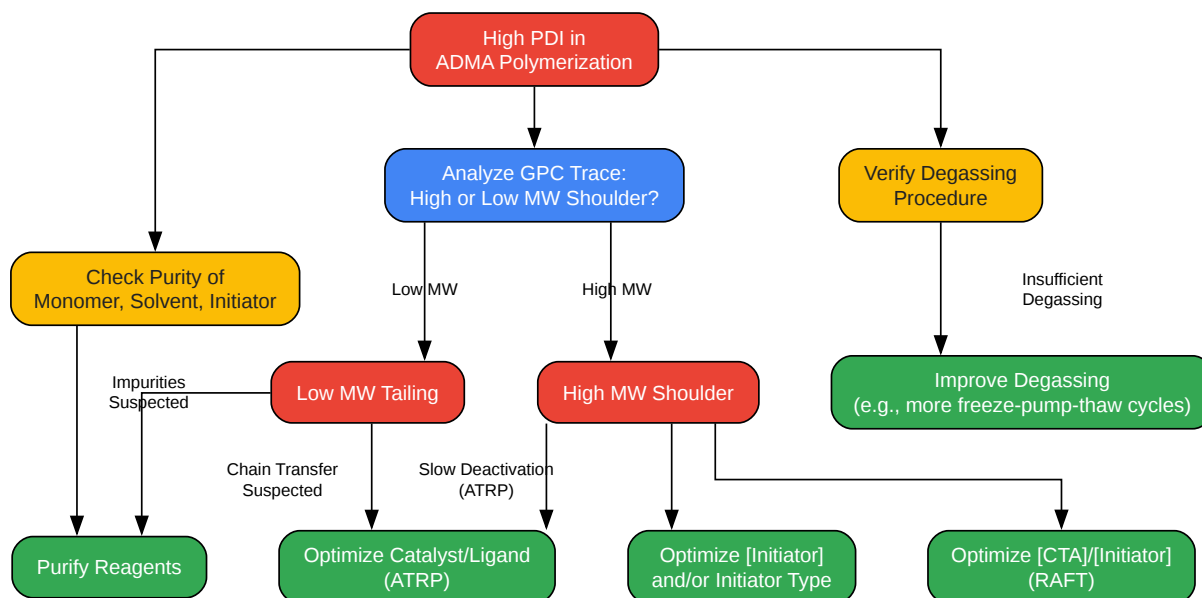 High PDI in
ADMA Polymerization
Analyze GPC Trace:
High or Low MW Shoulder?
Verify Degassing
Procedure
Check Purity of
Monomer, Solvent, Initiator
Low MW
High MW
Insufficient
Degassing
Impurities
Suspected
Low MW Tailing
High MW Shoulder
Improve Degassing
(e.g., more freeze-pump-thaw cycles)
Chain Transfer
Suspected
Slow Deactivation
(ATRP)
Purify Reagents
Optimize Catalyst/Ligand
(ATRP)
Optimize [Initiator]
and/or Initiator Type
Optimize [CTA]/[Initiator]
(RAFT)